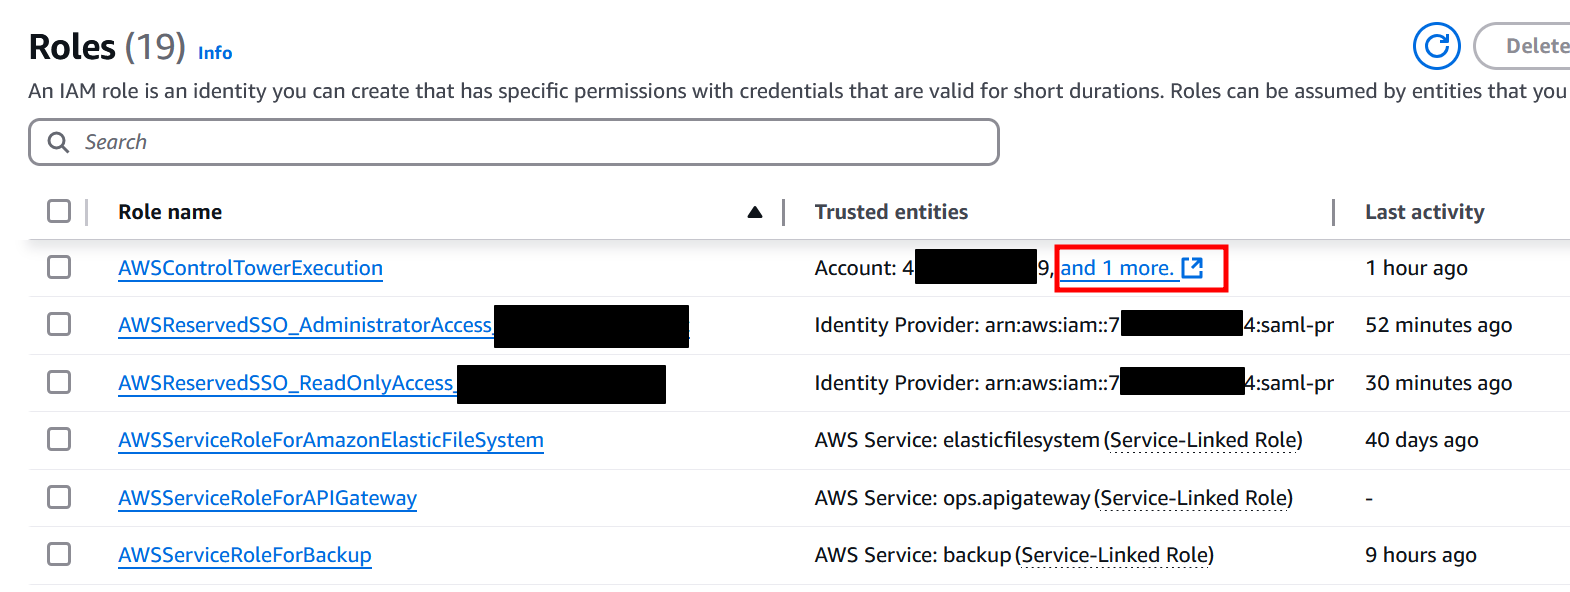 Roles (19) Info
Delete
An IAM role is an identity you can create that has specific permissions with credentials that are valid for short durations. Roles can be assumed by entities that you
Search
Role name Trusted entities Last activity
AWSControlTowerExecution Account: 4 9, and 1 more. 1 hour ago
AWSReservedSSO_AdministratorAccess_ Identity Provider: arn:aws:iam::7 4:saml-pr 52 minutes ago
AWSReservedSSO_ReadOnlyAccess_ Identity Provider: arn:aws:iam::7 4:saml-pr 30 minutes ago
AWSServiceRoleForAmazonElasticFileSystem AWS Service: elasticfilesystem (Service-Linked Role) 40 days ago
AWSServiceRoleForAPIGateway AWS Service: ops.apigateway (Service-Linked Role) -
AWSServiceRoleForBackup AWS Service: backup (Service-Linked Role) 9 hours ago